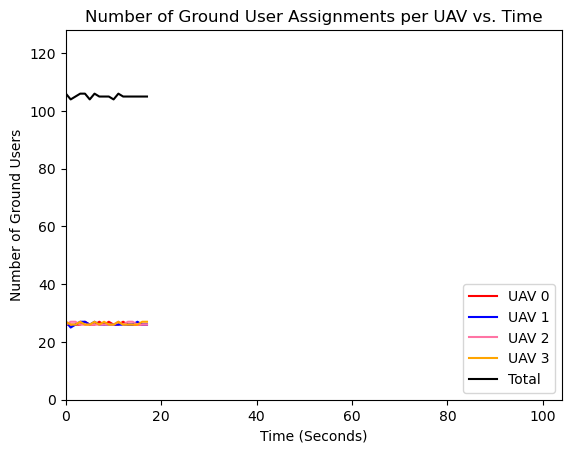 Number of Ground User Assignments per UAV vs. Time
Number of Ground Users
120
100
80
60
40
20
0
0 20 40 60 80 100
Time (Seconds)
UAV 0
UAV 1
UAV 2
UAV 3
Total